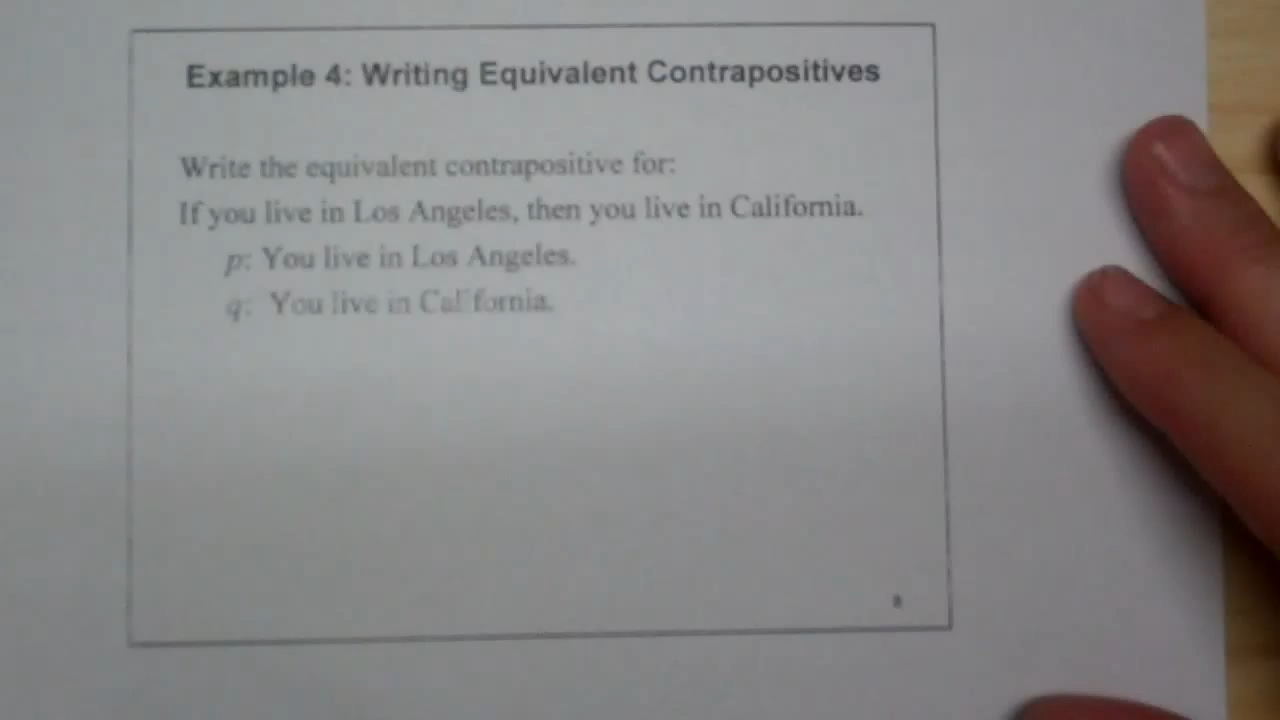 Example 4: Writing Equivalent Contrapositives
Write the equivalent contrapositive for:
If you live in Los Angeles, then you live in California.
p: You live in Los Angeles.
q: You live in California.